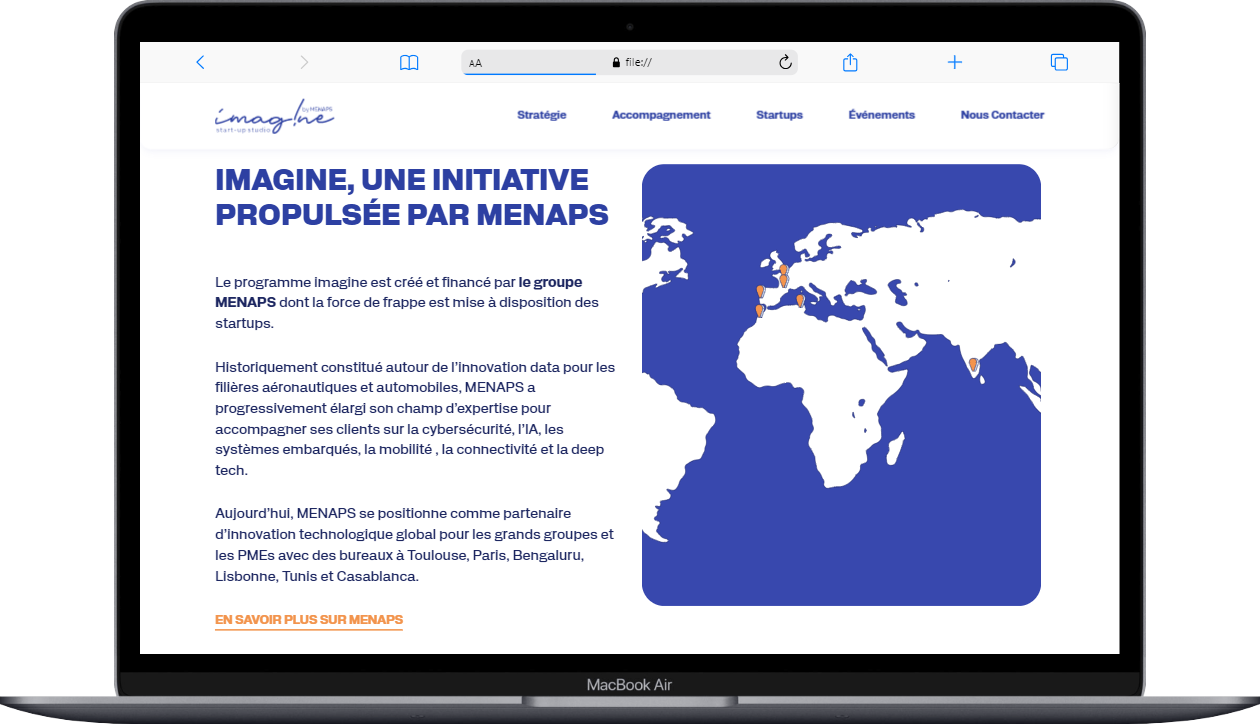 AA
file://
imag!ne
by MENAPS
start-up studio
Stratégie
Accompagnement
Startups
Événements
Nous Contacter
IMAGINE, UNE INITIATIVE
PROPULSÉE PAR MENAPS
Le programme imagine est créé et financé par le groupe
MENAPS dont la force de frappe est mise à disposition des
startups.
Historiquement constitué autour de l’innovation data pour les
filières aéronautiques et automobiles, MENAPS a
progressivement élargi son champ d’expertise pour
accompagner ses clients sur la cybersécurité, l’IA, les
systèmes embarqués, la mobilité , la connectivité et la deep
tech.
Aujourd’hui, MENAPS se positionne comme partenaire
d’innovation technologique global pour les grands groupes et
les PMEs avec des bureaux à Toulouse, Paris, Bengaluru,
Lisbonne, Tunis et Casablanca.
EN SAVOIR PLUS SUR MENAPS
MacBook Air